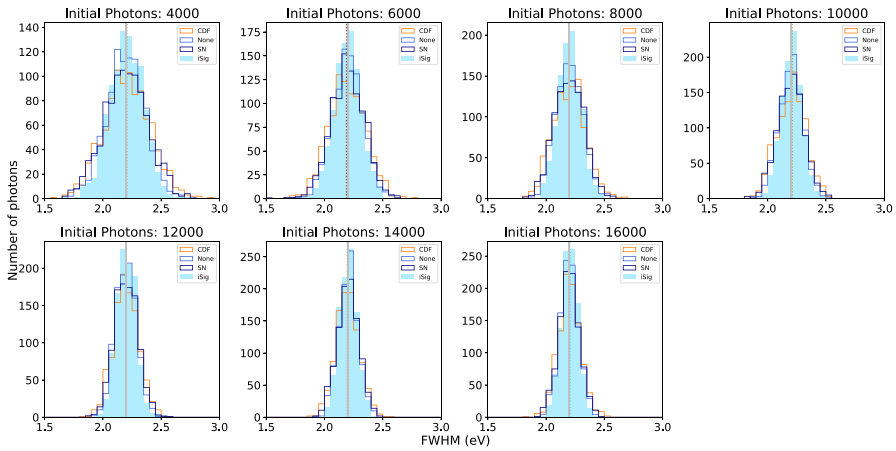 Initial Photons: 4000
140
120
100
80
60
40
20
0
1.5
2.0
2.5
3.0
CDF
None
SN
iSig
Initial Photons: 6000
175
150
125
100
75
50
25
0
1.5
2.0
2.5
3.0
CDF
None
SN
iSig
Initial Photons: 8000
200
150
100
50
0
1.5
2.0
2.5
3.0
CDF
None
SN
iSig
Initial Photons: 10000
200
150
100
50
0
1.5
2.0
2.5
3.0
CDF
None
SN
iSig
Number of photons
Initial Photons: 12000
200
150
100
50
0
1.5
2.0
2.5
3.0
CDF
None
SN
iSig
Initial Photons: 14000
250
200
150
100
50
0
1.5
2.0
2.5
3.0
CDF
None
SN
iSig
Initial Photons: 16000
250
200
150
100
50
0
1.5
2.0
2.5
3.0
CDF
None
SN
iSig
FWHM (eV)